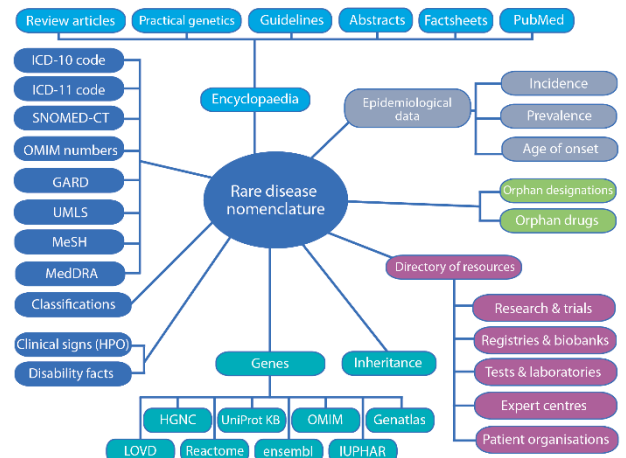 Review articles
Practical genetics
Guidelines
Abstracts
Factsheets
PubMed
ICD-10 code
ICD-11 code
SNOMED-CT
OMIM numbers
GARD
UMLS
MeSH
MedDRA
Classifications
Clinical signs (HPO)
Disability facts
Encyclopaedia
Rare disease
nomenclature
Epidemiological
data
Incidence
Prevalence
Age of onset
Orphan designations
Orphan drugs
Directory of resources
Research & trials
Registries & biobanks
Tests & laboratories
Expert centres
Patient organisations
Genes
Inheritance
HGNC
UniProt KB
OMIM
Genatlas
LOVD
Reactome
ensembl
IUPHAR